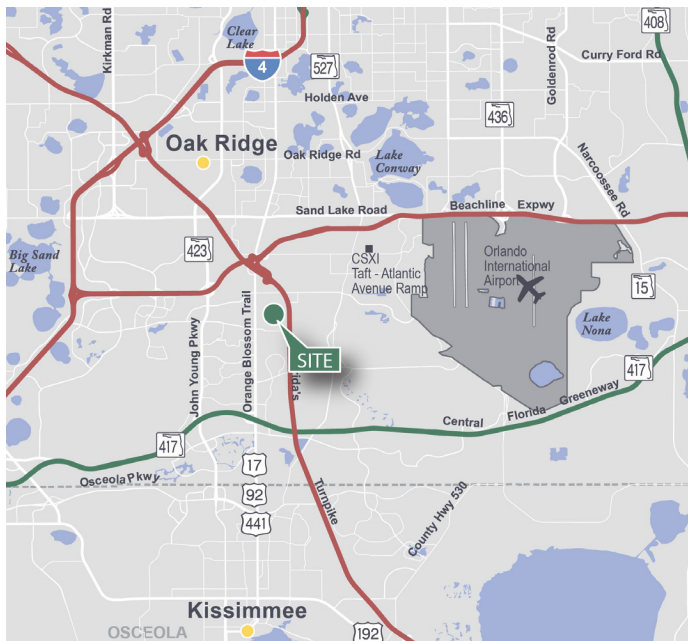 Kirkman Rd
Clear
Lake
4
527
408
Curry Ford Rd
Goldenrod Rd
Holden Ave
436
Oak Ridge
Oak Ridge Rd
Lake
Conway
Narcoossee Rd
Sand Lake Road
Beachline Expwy
423
Big Sand
Lake
CSXI
Taft - Atlantic
Avenue Ramp
Orlando
International
Airport
15
Lake
Nona
John Young Pkwy
Orange Blossom Trail
SITE
ida's
417
Central Florida Greeneway
417
Osceola Pkwy
17
92
441
Turnpike
County Hwy 530
Kissimmee
OSCEOLA
192